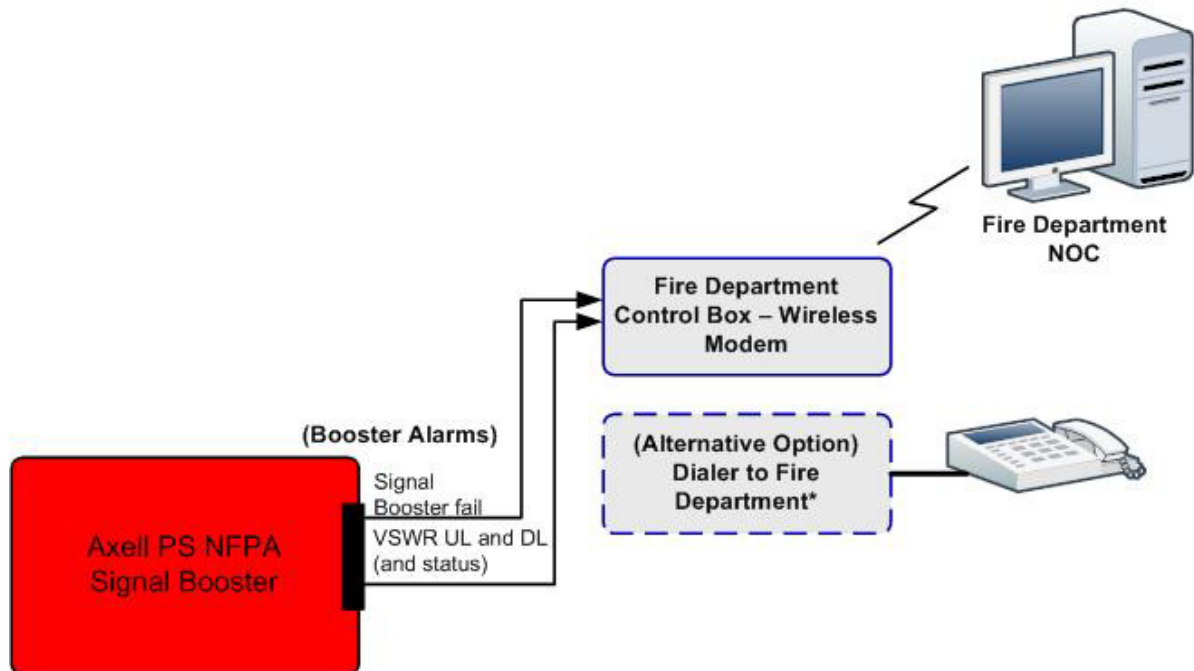 Fire Department
NOC
Fire Department
Control Box – Wireless
Modem
(Booster Alarms)
(Alternative Option)
Dialer to Fire
Department*
Signal
Booster fail
VSWR UL and DL
(and status)
Axell PS NFPA
Signal Booster